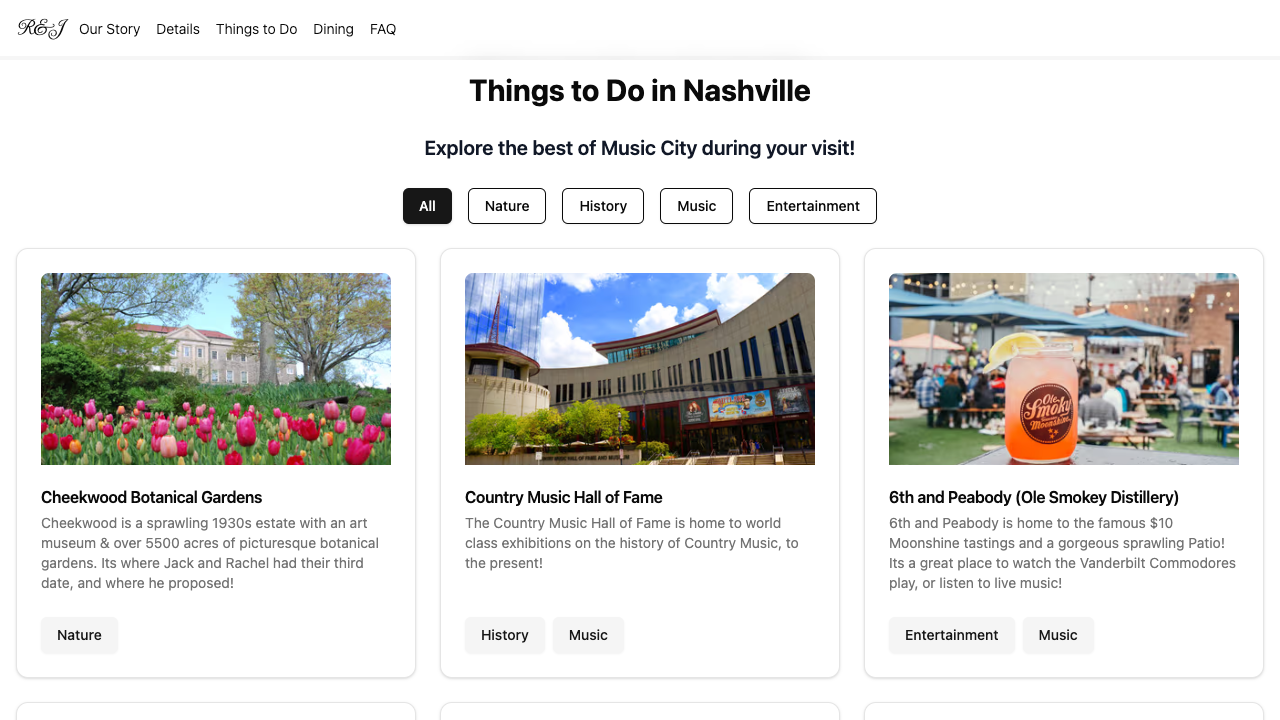 R&J Our Story Details Things to Do Dining FAQ
Things to Do in Nashville
Explore the best of Music City during your visit!
All Nature History Music Entertainment
Cheekwood Botanical Gardens
Cheekwood is a sprawling 1930s estate with an art
museum & over 5500 acres of picturesque botanical
gardens. Its where Jack and Rachel had their third
date, and where he proposed!
Nature
Country Music Hall of Fame
The Country Music Hall of Fame is home to world
class exhibitions on the history of Country Music, to
the present!
History Music
Ole
Smoky
Moonshine
6th and Peabody (Ole Smokey Distillery)
6th and Peabody is home to the famous $10
Moonshine tastings and a gorgeous sprawling Patio!
Its a great place to watch the Vanderbilt Commodores
play, or listen to live music!
Entertainment Music